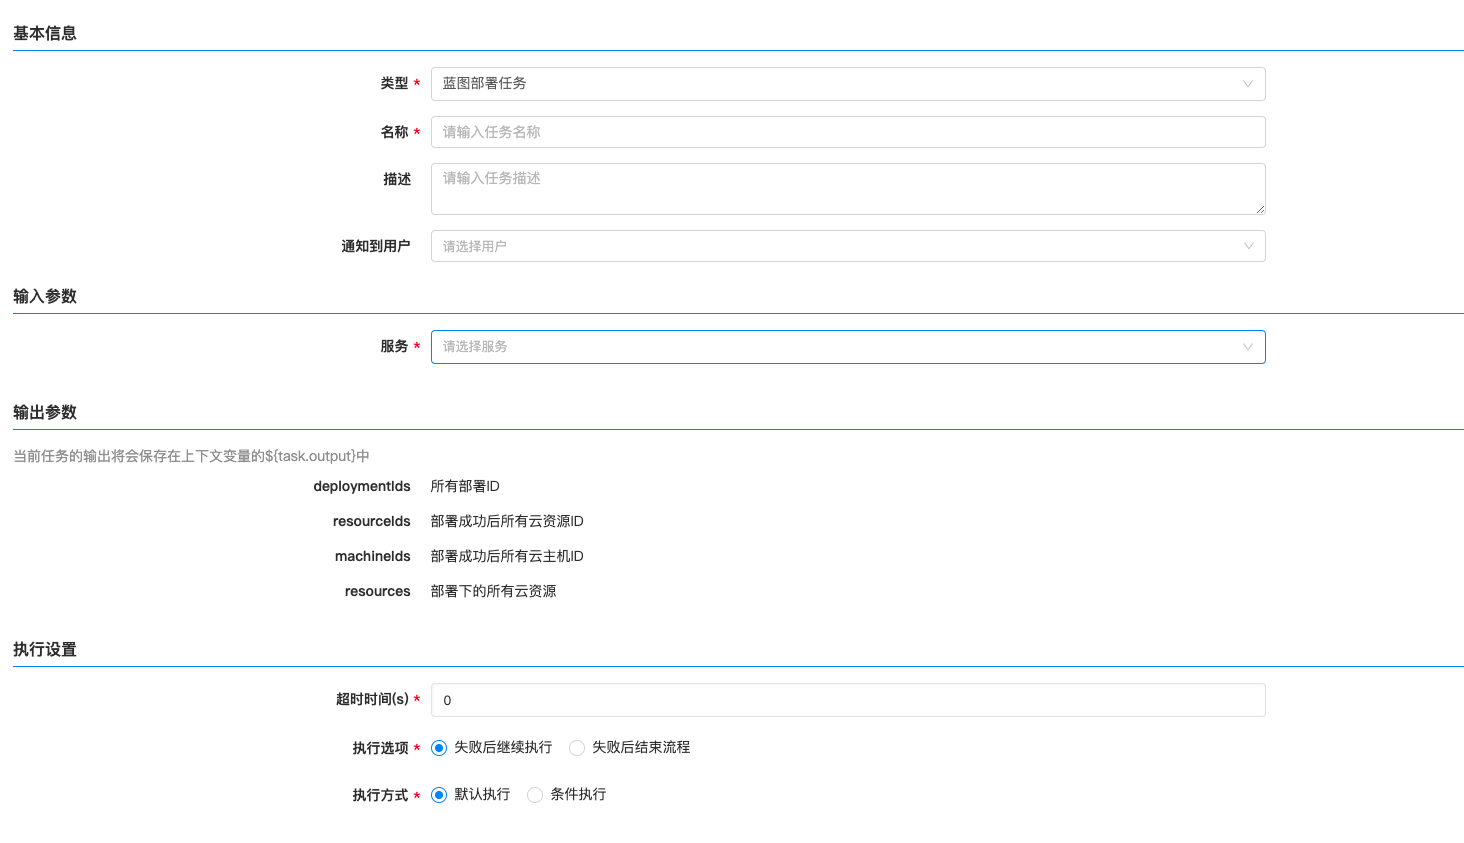 基本信息
类型 * 蓝图部署任务
名称 * 请输入任务名称
描述 请输入任务描述
通知到用户 请选择用户
输入参数
服务 * 请选择服务
输出参数
当前任务的输出将会保存在上下文变量的${task.output}中
deploymentIds 所有部署ID
resourceIds 部署成功后所有云资源ID
machineIds 部署成功后所有云主机ID
resources 部署下的所有云资源
执行设置
超时时间(s) * 0
执行选项 * 失败后继续执行 失败后结束流程
执行方式 * 默认执行 条件执行